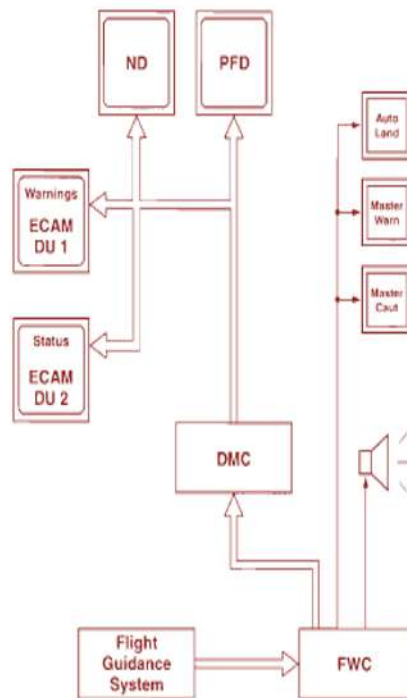 ND
PFD
Auto
Land
Warnings
ECAM
DU 1
Master
Warn
Master
Caut
Status
ECAM
DU 2
DMC
Flight
Guidance
System
FWC